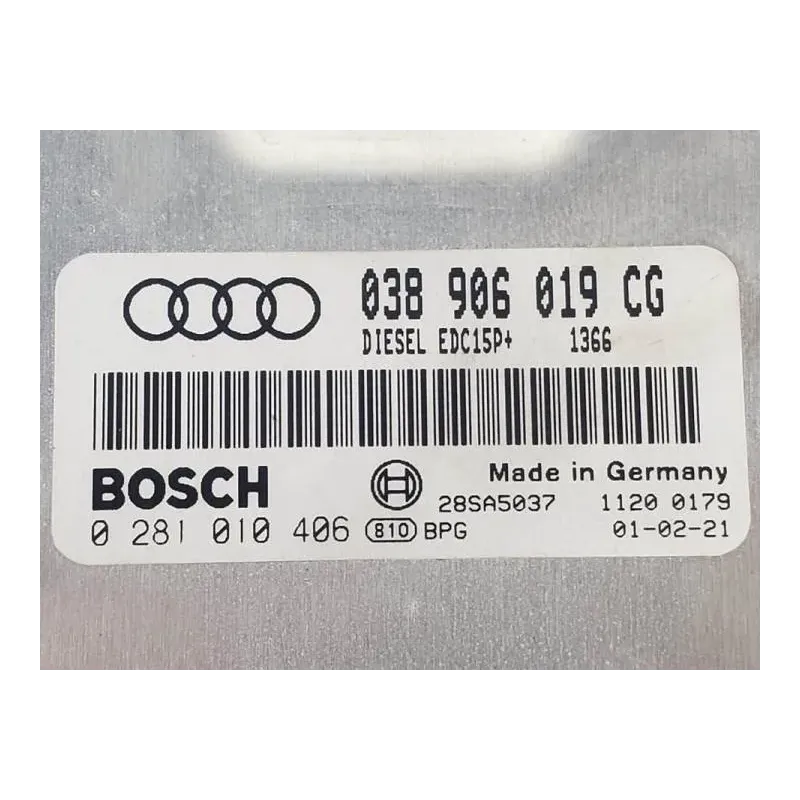 038 906 019 CG
DIESEL EDC15P+ 1366
BOSCH
Made in Germany
28SA5037 1120 0179
0 281 010 406 810 BPG 01-02-21